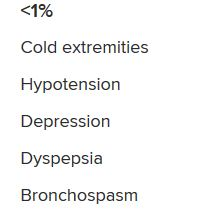 <1%
Cold extremities
Hypotension
Depression
Dyspepsia
Bronchospasm